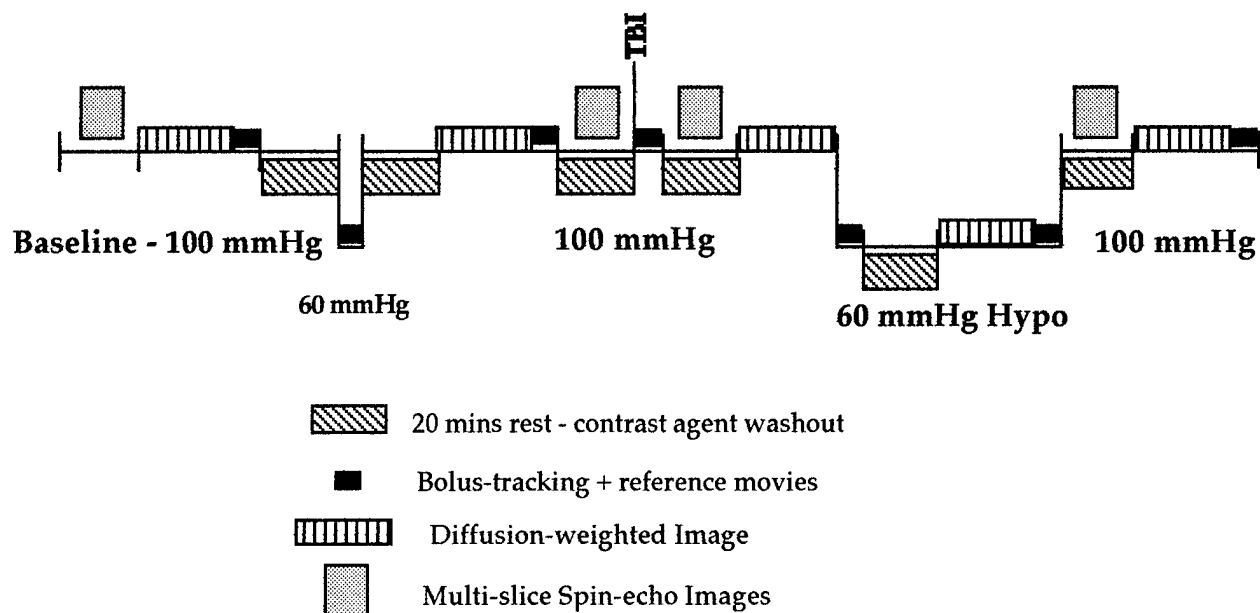 TBI
Baseline - 100 mmHg
100 mmHg
100 mmHg
60 mmHg
60 mmHg Hypo
20 mins rest - contrast agent washout
Bolus-tracking + reference movies
Diffusion-weighted Image
Multi-slice Spin-echo Images